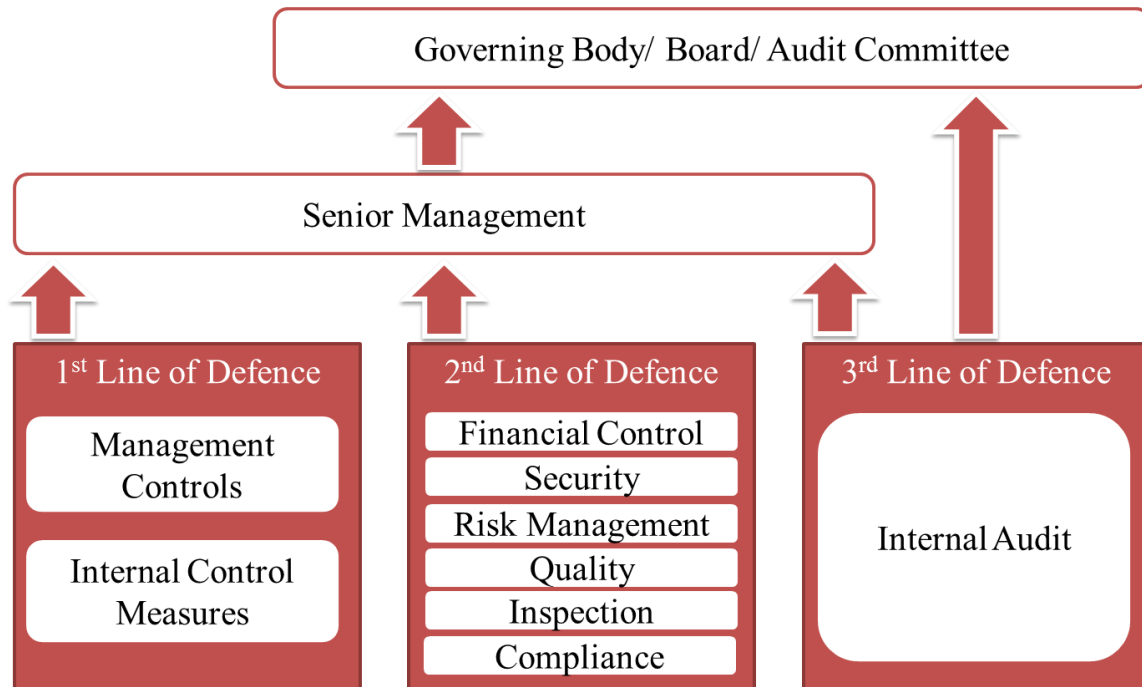 Governing Body/ Board/ Audit Committee
Senior Management
1st Line of Defence
Management
Controls
Internal Control
Measures
2nd Line of Defence
Financial Control
Security
Risk Management
Quality
Inspection
Compliance
3rd Line of Defence
Internal Audit